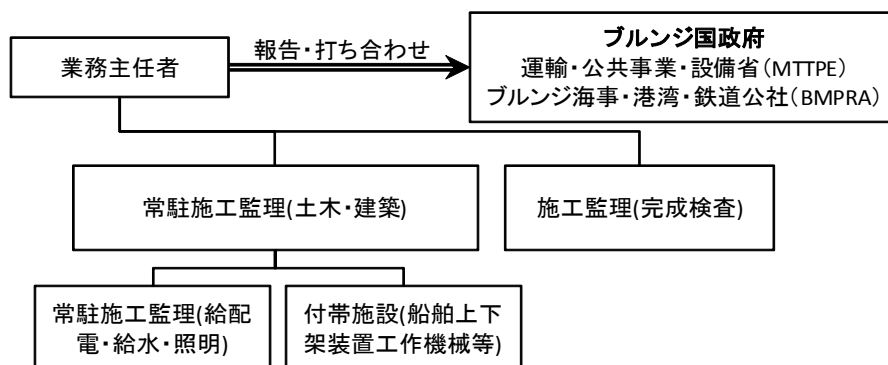 業務主任者
報告・打ち合わせ
ブルンジ国政府
運輸・公共事業・設備省(MTTPE)
ブルンジ海事・港湾・鉄道公社(BMPRA)
常駐施工監理(土木・建築)
施工監理(完成検査)
常駐施工監理(給配
電・給水・照明)
付帯施設(船舶上下
架装置工作機械等)